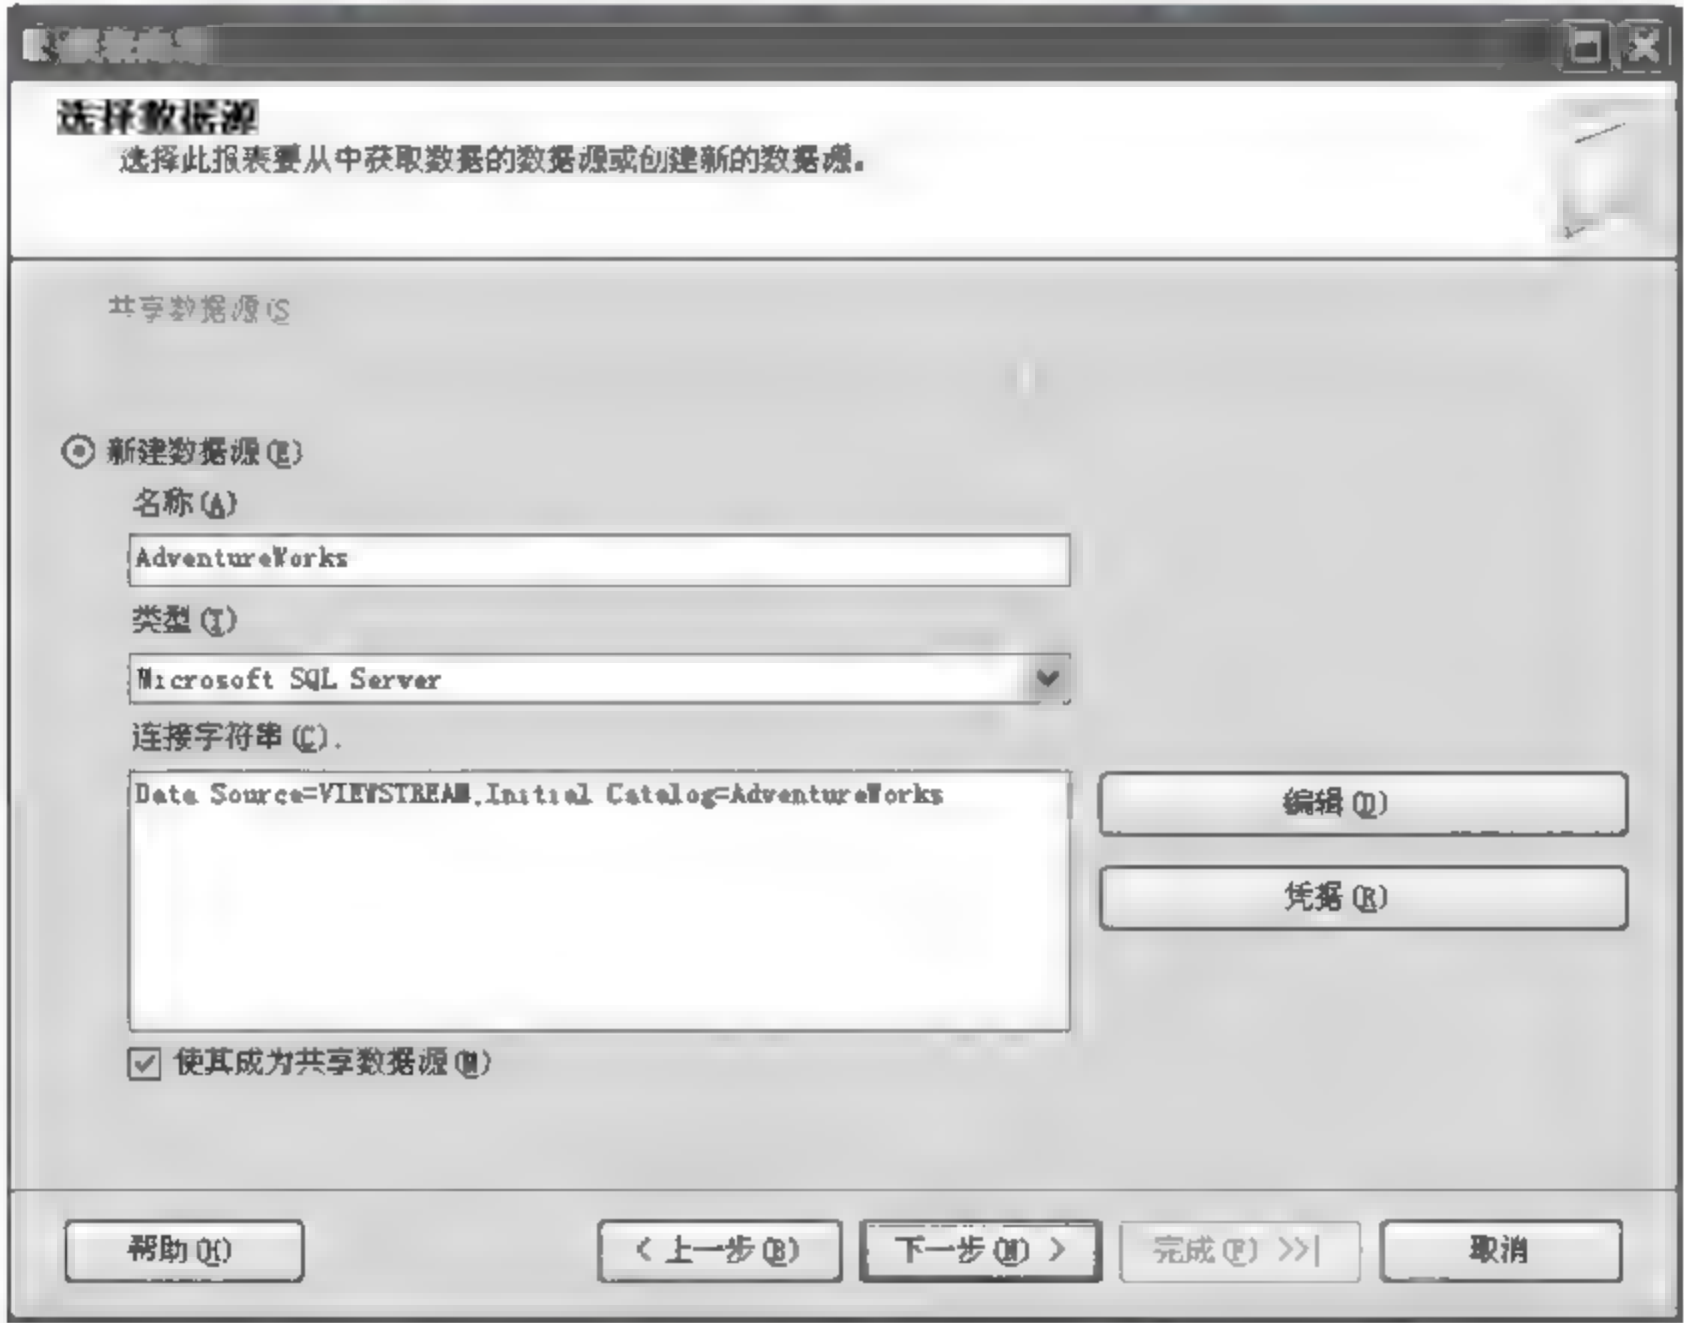 选择数据源
选择此报表要从中获取数据的数据源或创建新的数据源。
共享数据源(S
新建数据源(E)
名称(A)
AdventureWorks
类型(T)
Microsoft SQL Server
连接字符串(C).
Data Source=VIEWSTREAM,Initial Catalog=AdventureWorks
编辑(D)
凭据(R)
使其成为共享数据源(M)
帮助(H)
< 上一步(B)
下一步(N) >
完成(F) >>|
取消